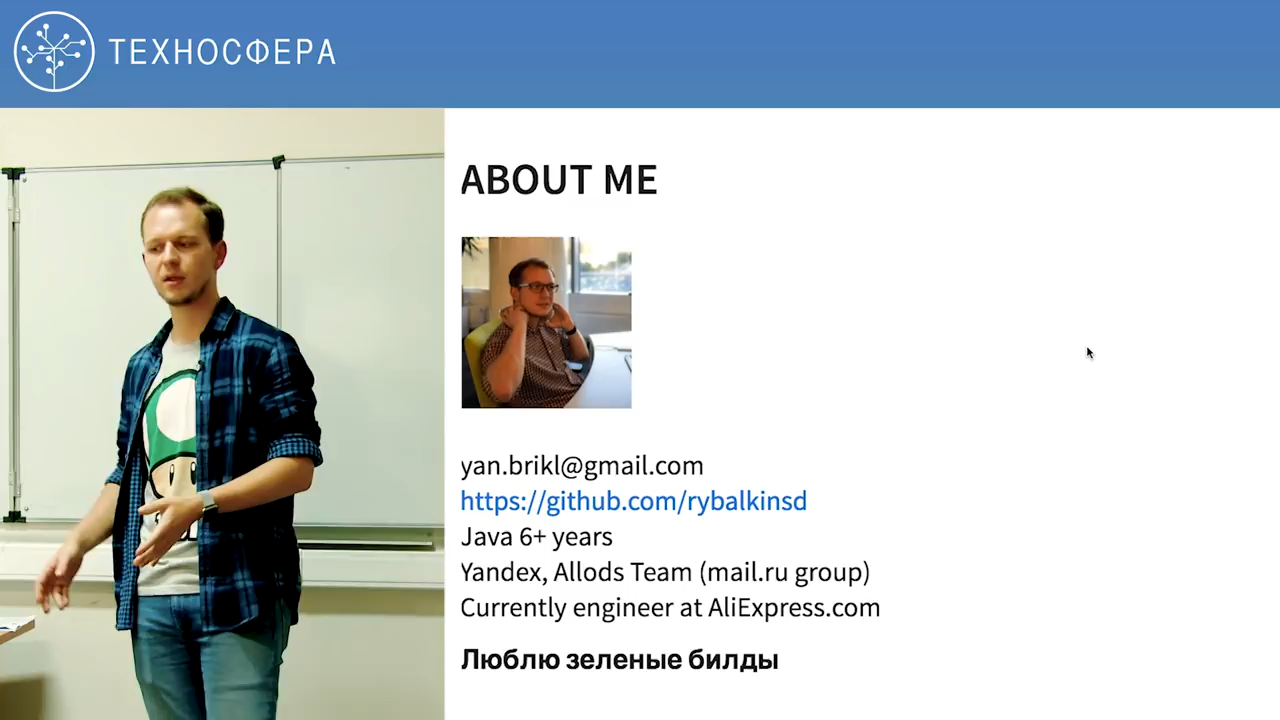 ТЕХНОСФЕРА
ABOUT ME
yan.brikl@gmail.com
https://github.com/rybalkinsd
Java 6+ years
Yandex, Allods Team (mail.ru group)
Currently engineer at AliExpress.com
Люблю зеленые билды